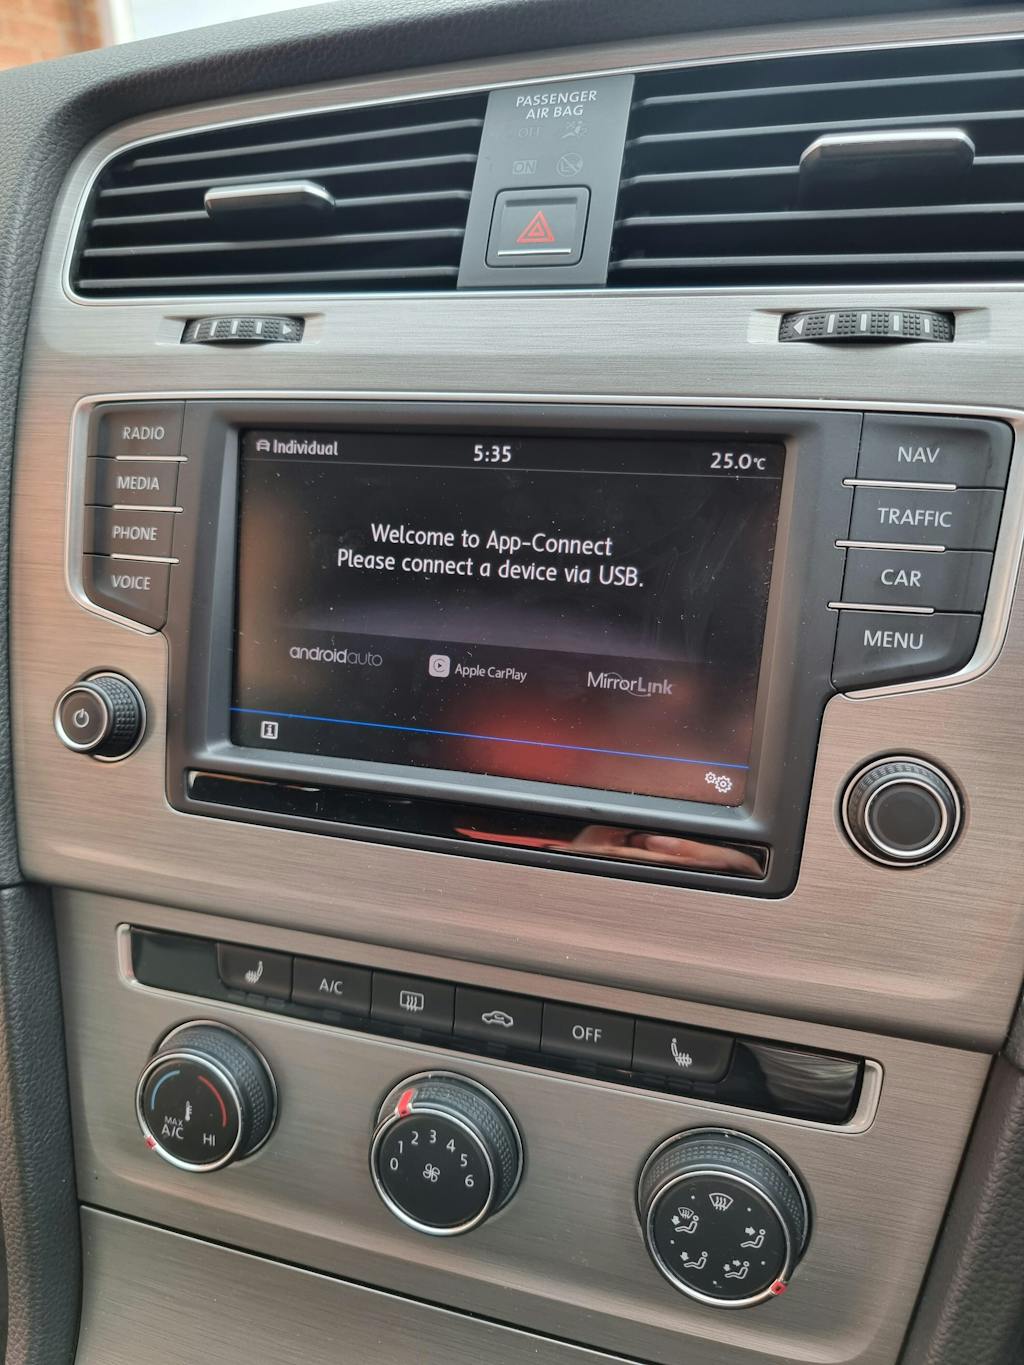 PASSENGER
AIR BAG
OFF
ON
RADIO
MEDIA
PHONE
VOICE
Individual
5:35
25.0°C
Welcome to App-Connect
Please connect a device via USB.
androidauto
Apple CarPlay
MirrorLink
NAV
TRAFFIC
CAR
MENU
A/C
OFF
MAX
A/C
HI
0 1 2 3 4 5 6